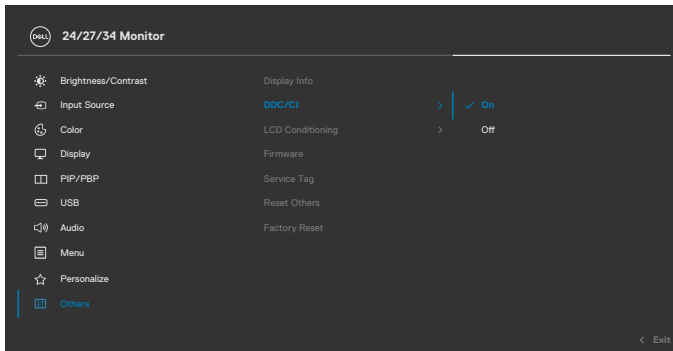 DELL
24/27/34 Monitor
Brightness/Contrast
Input Source
Color
Display
PIP/PBP
USB
Audio
Menu
Personalize
Others
Display Info
DDC/CI
LCD Conditioning
Firmware
Service Tag
Reset Others
Factory Reset
On
Off
Exit